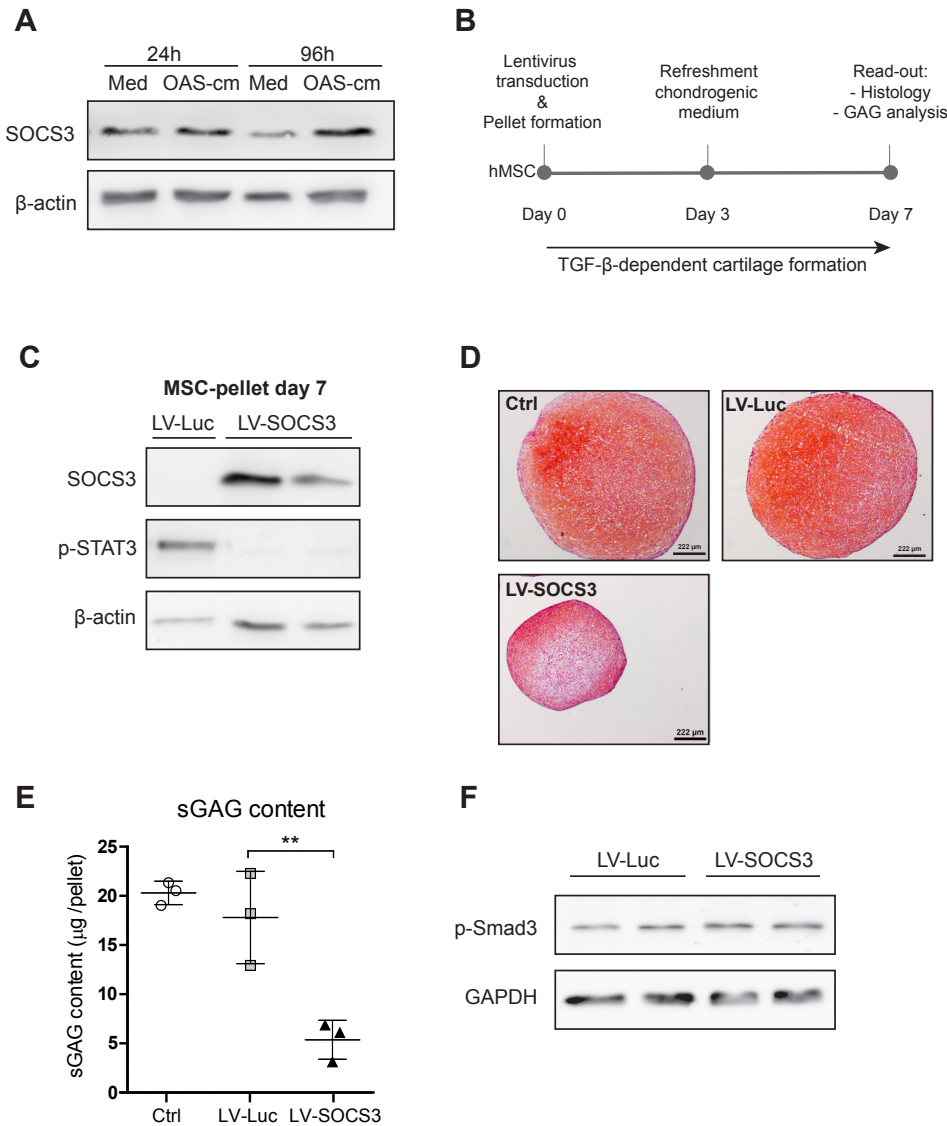 A
24h 96h
Med OAS-cm Med OAS-cm
SOCS3
β-actin
B
Lentivirus
transduction
&
Pellet formation
Refreshment
chondrogenic
medium
Read-out:
- Histology
- GAG analysis
hMSC
Day 0 Day 3 Day 7
TGF-β-dependent cartilage formation
C
MSC-pellet day 7
LV-Luc LV-SOCS3
SOCS3
p-STAT3
β-actin
D
Ctrl
222 µm
LV-Luc
222 µm
LV-SOCS3
222 µm
E
sGAG content
**
sGAG content (µg /pellet)
25
20
15
10
5
0
Ctrl LV-Luc LV-SOCS3
F
LV-Luc LV-SOCS3
p-Smad3
GAPDH